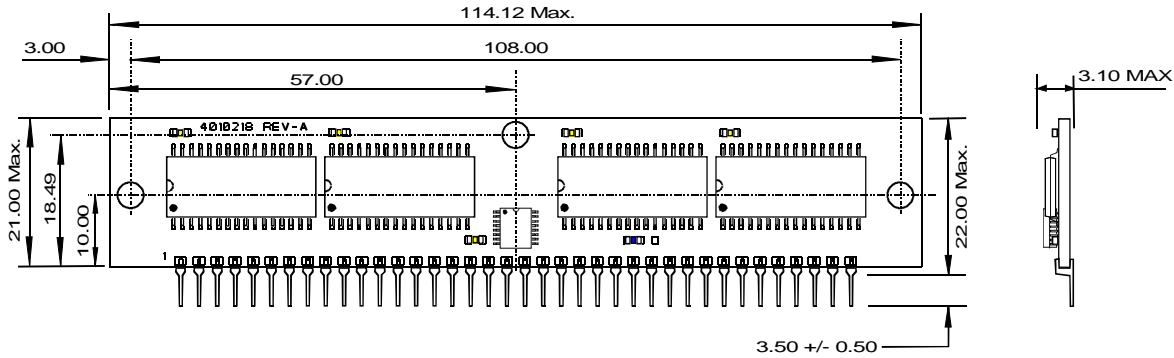 114.12 Max.
3.00
108.00
57.00
3.10 MAX
4010218 REV-A
21.00 Max.
18.49
10.00
22.00 Max.
1
3.50 +/- 0.50